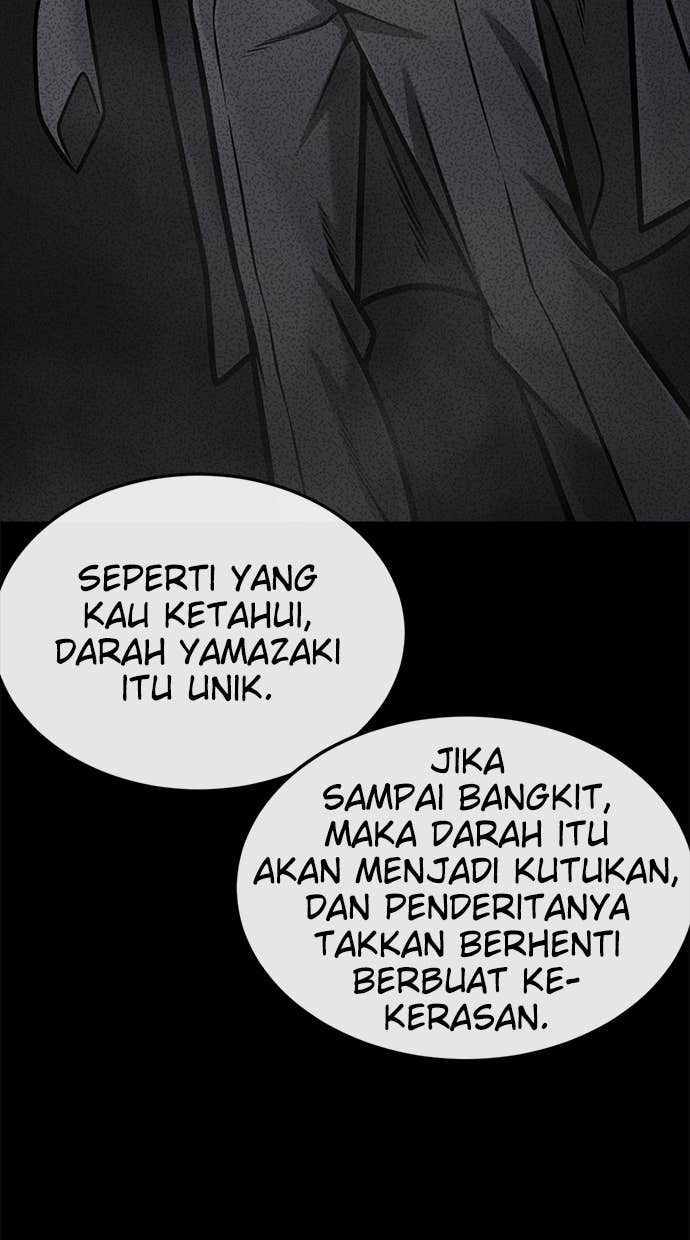 SEPERTI YANG
KAU KETAHUI,
DARAH YAMAZAKI
ITU UNIK.
JIKA
SAMPAI BANGKIT,
MAKA DARAH ITU
AKAN MENJADI KUTUKAN,
DAN PENDERITANYA
TAKKAN BERHENTI
BERBUAT KE-
KERASAN.